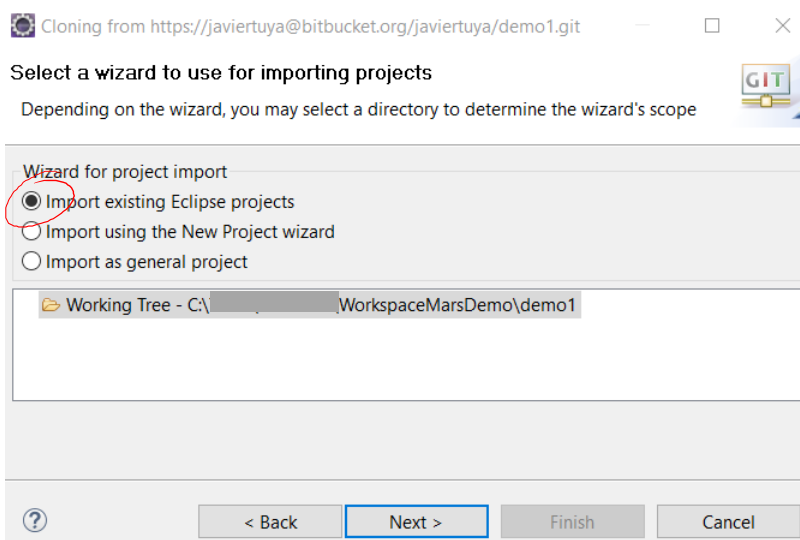 Cloning from https://javiertuya@bitbucket.org/javiertuya/demo1.git
Select a wizard to use for importing projects
Depending on the wizard, you may select a directory to determine the wizard's scope
GIT
Wizard for project import
Import existing Eclipse projects
Import using the New Project wizard
Import as general project
Working Tree - C:\ WorkspaceMarsDemo\demo1
< Back Next > Finish Cancel